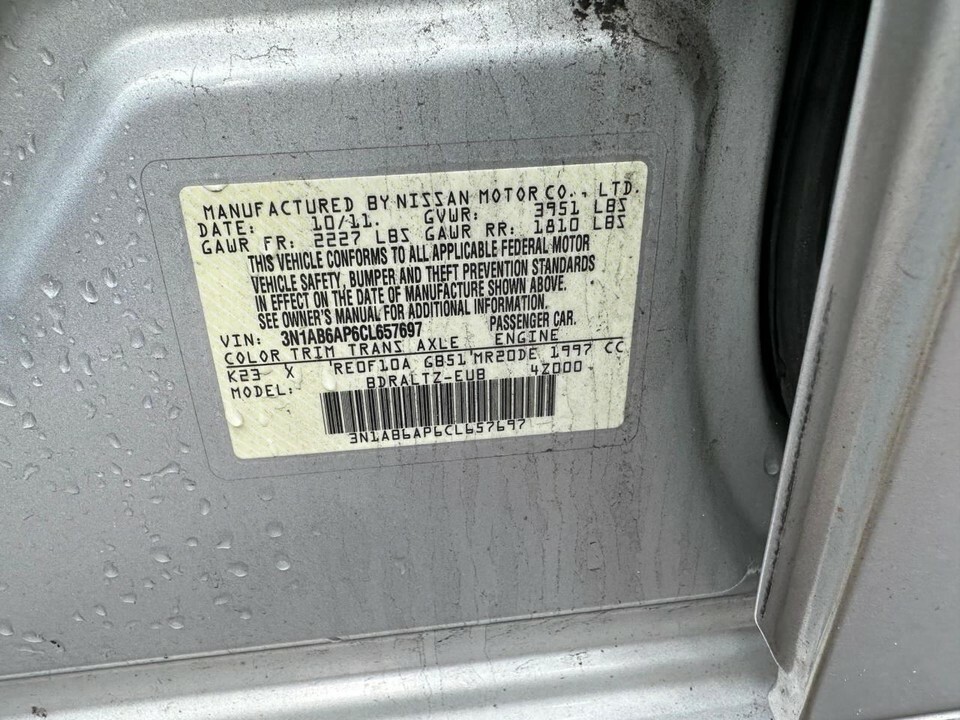 MANUFACTURED BY NISSAN MOTOR CO., LTD.
DATE: 10/11. GVWR: 3951 LBS
GAWR FR: 2227 LBS GAWR RR: 1810 LBS
THIS VEHICLE CONFORMS TO ALL APPLICABLE FEDERAL MOTOR
VEHICLE SAFETY, BUMPER AND THEFT PREVENTION STANDARDS
IN EFFECT ON THE DATE OF MANUFACTURE SHOWN ABOVE.
SEE OWNER'S MANUAL FOR ADDITIONAL INFORMATION.
VIN: 3N1AB6AP6CL657697 PASSENGER CAR.
COLOR TRIM TRANS AXLE ENGINE
K23 X RE0F10A GB51 MR20DE 1997 CC
MODEL: BDRALTZ-EUB 4Z000
3N1AB6AP6CL657697